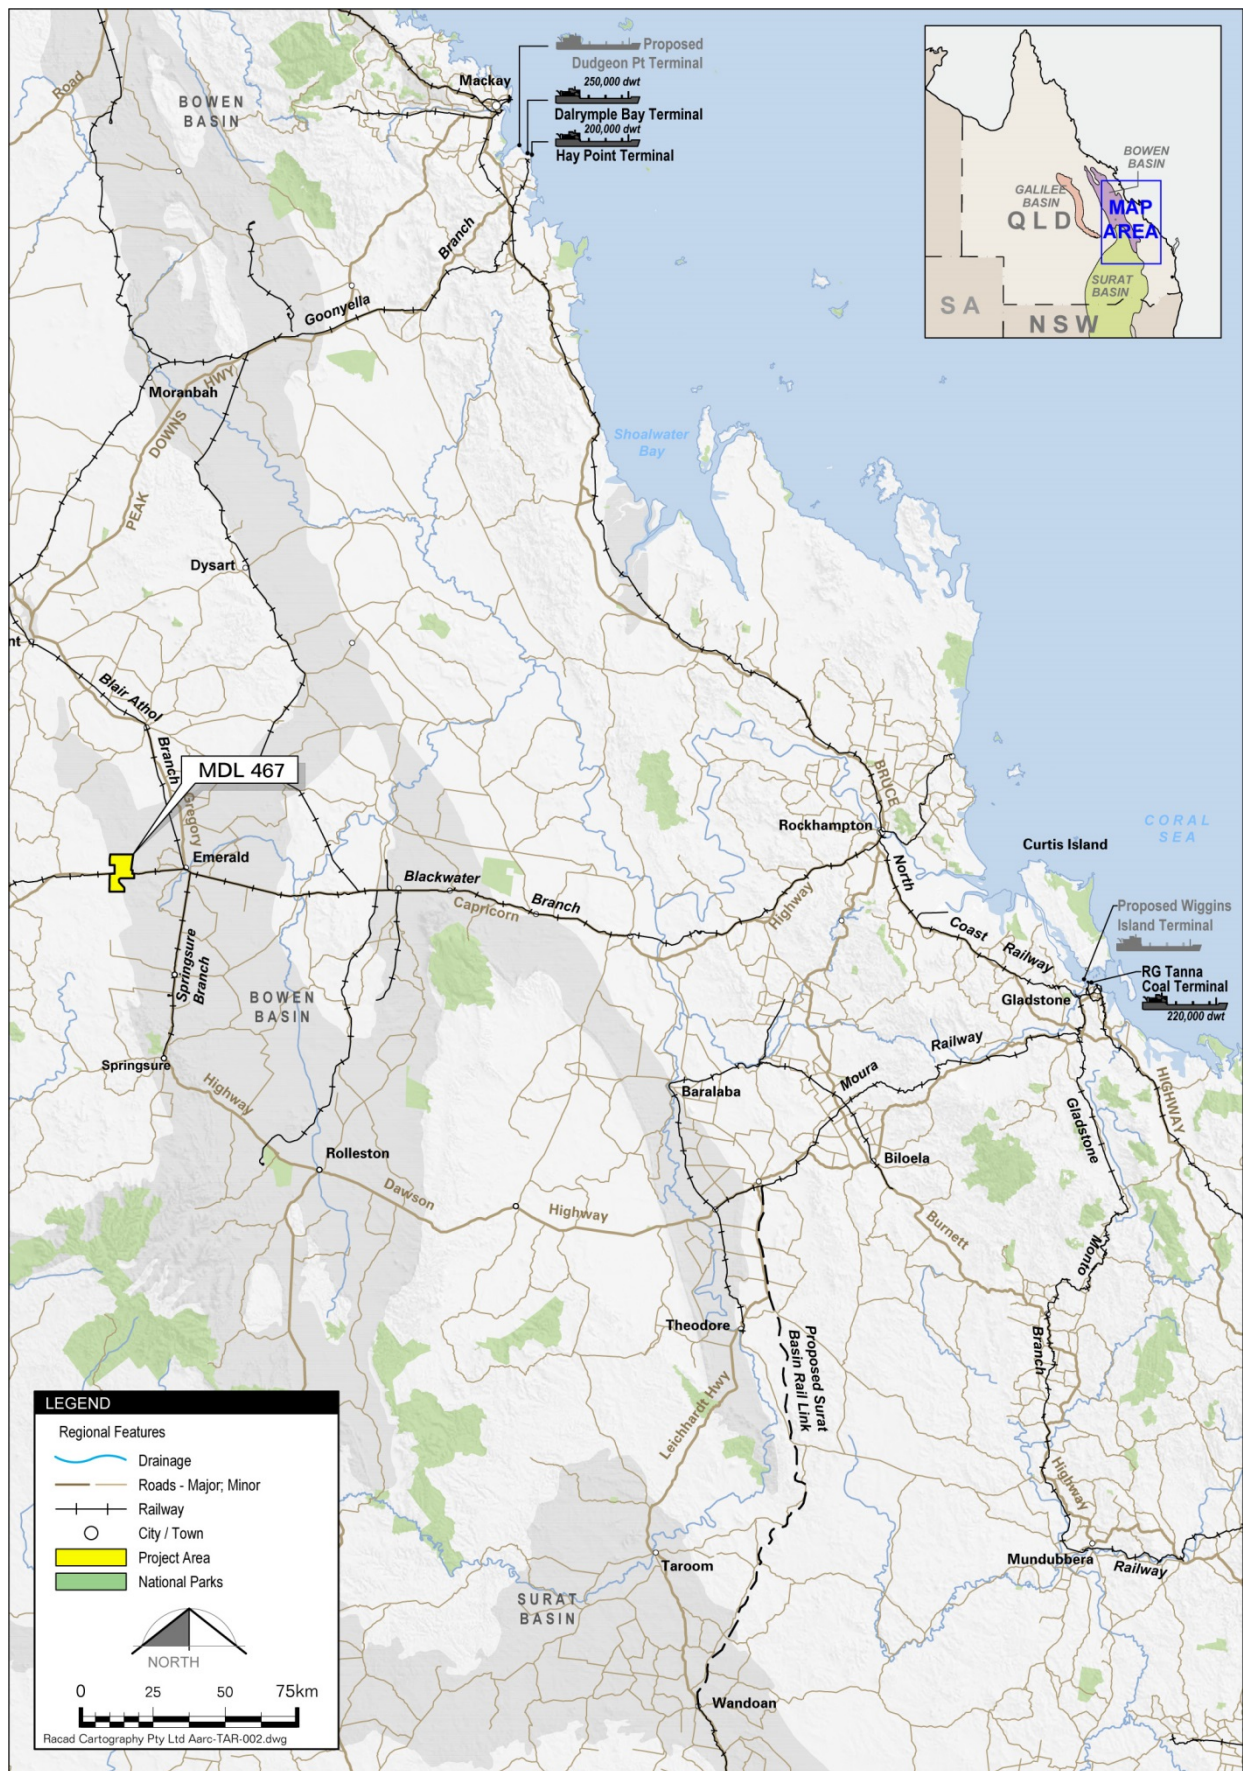 Road
BOWEN
BASIN
Mackay
Proposed
Dudgeon Pt Terminal
250,000 dwt
Dalrymple Bay Terminal
200,000 dwt
Hay Point Terminal
BOWEN
BASIN
GALILEE
BASIN
QLD
MAP
AREA
SURAT
BASIN
SA
NSW
Branch
Goonyella
HWY
Moranbah
DOWNS
PEAK
Shoalwater
Bay
Dysart
nt
Blair Athol
Branch
MDL 467
Gregory
Emerald
BRUCE
Rockhampton
CORAL
SEA
Curtis Island
Blackwater
Capricorn
Branch
Highway
North
Coast
Railway
Proposed Wiggins
Island Terminal
RG Tanna
Coal Terminal
220,000 dwt
Gladstone
Springsure
Branch
BOWEN
BASIN
Springsure
Highway
Railway
Moura
Baralaba
Gladstone
HIGHWAY
Rolleston
Biloela
Dawson
Highway
Burnett
Monto
Theodore
Proposed Surat
Basin Rail Link
Branch
Leichhardt Hwy
Highway
Taroom
Mundubbera
Railway
SURAT
BASIN
Wandoan
LEGEND
Regional Features
Drainage
Roads - Major; Minor
Railway
City / Town
Project Area
National Parks
NORTH
0 25 50 75km
Racad Cartography Pty Ltd Aarc-TAR-002.dwg